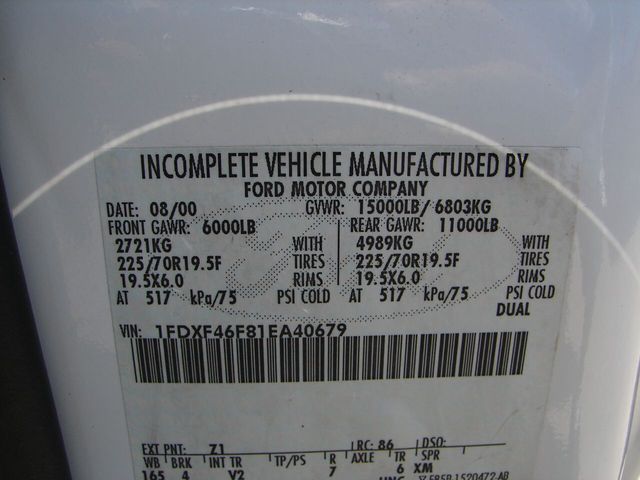 INCOMPLETE VEHICLE MANUFACTURED BY
FORD MOTOR COMPANY
DATE: 08/00 GVWR: 15000LB/ 6803KG
FRONT GAWR: 6000LB REAR GAWR: 11000LB
2721KG WITH 4989KG WITH
225/70R19.5F TIRES 225/70R19.5F TIRES
19.5X6.0 RIMS 19.5X6.0 RIMS
AT 517 kPa/75 PSI COLD AT 517 kPa/75 PSI COLD
DUAL
VIN: 1FDXF46F81EA40679
EXT PNT: Z1 RC: 86 DSO:
WB BRK INT TR TP/PS R AXLE TR SPR
165 4 V2 7 6 XM